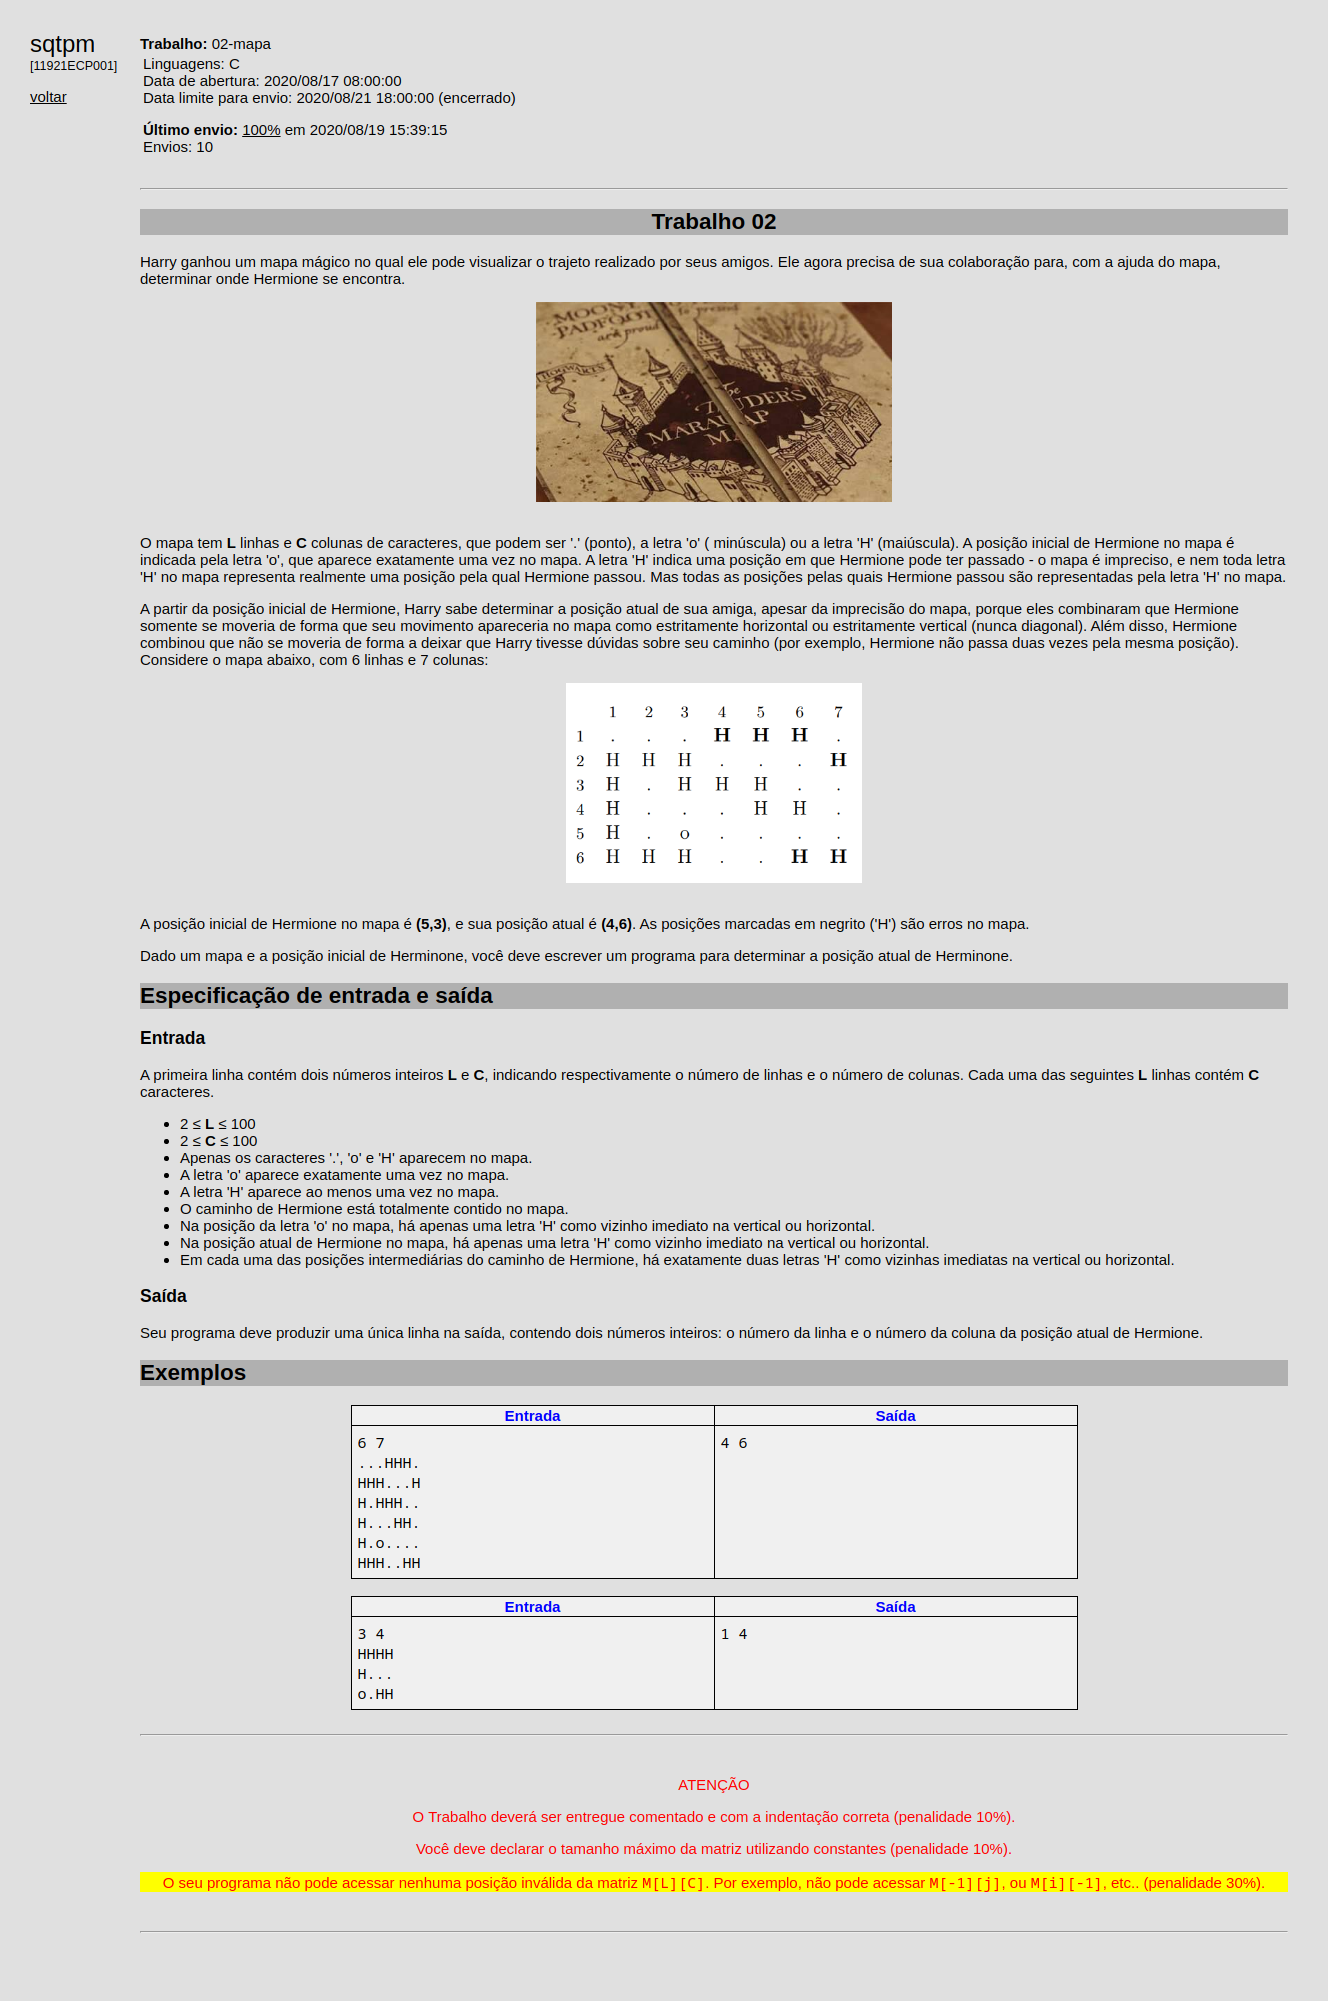 sqtpm
[11921ECP001]
voltar
Trabalho: 02-mapa
Linguagens: C
Data de abertura: 2020/08/17 08:00:00
Data limite para envio: 2020/08/21 18:00:00 (encerrado)
Último envio: 100% em 2020/08/19 15:39:15
Envios: 10
Trabalho 02
Harry ganhou um mapa mágico no qual ele pode visualizar o trajeto realizado por seus amigos. Ele agora precisa de sua colaboração para, com a ajuda do mapa,
determinar onde Hermione se encontra.
MOONY
PADFOOT
are proud to present
HOGWARTS
The
MARAUDER'S
MAP
O mapa tem L linhas e C colunas de caracteres, que podem ser '.' (ponto), a letra 'o' ( minúscula) ou a letra 'H' (maiúscula). A posição inicial de Hermione no mapa é
indicada pela letra 'o', que aparece exatamente uma vez no mapa. A letra 'H' indica uma posição em que Hermione pode ter passado - o mapa é impreciso, e nem toda letra
'H' no mapa representa realmente uma posição pela qual Hermione passou. Mas todas as posições pelas quais Hermione passou são representadas pela letra 'H' no mapa.
A partir da posição inicial de Hermione, Harry sabe determinar a posição atual de sua amiga, apesar da imprecisão do mapa, porque eles combinaram que Hermione
somente se moveria de forma que seu movimento apareceria no mapa como estritamente horizontal ou estritamente vertical (nunca diagonal). Além disso, Hermione
combinou que não se moveria de forma a deixar que Harry tivesse dúvidas sobre seu caminho (por exemplo, Hermione não passa duas vezes pela mesma posição).
Considere o mapa abaixo, com 6 linhas e 7 colunas:
1 2 3 4 5 6 7
1 . . . H H H .
2 H H H . . . H
3 H . H H H . .
4 H . . . H H .
5 H . o . . . .
6 H H H . . H H
A posição inicial de Hermione no mapa é (5,3), e sua posição atual é (4,6). As posições marcadas em negrito ('H') são erros no mapa.
Dado um mapa e a posição inicial de Herminone, você deve escrever um programa para determinar a posição atual de Herminone.
Especificação de entrada e saída
Entrada
A primeira linha contém dois números inteiros L e C, indicando respectivamente o número de linhas e o número de colunas. Cada uma das seguintes L linhas contém C
caracteres.
• 2 ≤ L ≤ 100
• 2 ≤ C ≤ 100
• Apenas os caracteres '.', 'o' e 'H' aparecem no mapa.
• A letra 'o' aparece exatamente uma vez no mapa.
• A letra 'H' aparece ao menos uma vez no mapa.
• O caminho de Hermione está totalmente contido no mapa.
• Na posição da letra 'o' no mapa, há apenas uma letra 'H' como vizinho imediato na vertical ou horizontal.
• Na posição atual de Hermione no mapa, há apenas uma letra 'H' como vizinho imediato na vertical ou horizontal.
• Em cada uma das posições intermediárias do caminho de Hermione, há exatamente duas letras 'H' como vizinhas imediatas na vertical ou horizontal.
Saída
Seu programa deve produzir uma única linha na saída, contendo dois números inteiros: o número da linha e o número da coluna da posição atual de Hermione.
Exemplos
Entrada Saída
6 7 4 6
...HHH.
HHH...H
H.HHH..
H...HH.
H.o....
HHH..HH
Entrada Saída
3 4 1 4
HHHH
H...
o.HH
ATENÇÃO
O Trabalho deverá ser entregue comentado e com a indentação correta (penalidade 10%).
Você deve declarar o tamanho máximo da matriz utilizando constantes (penalidade 10%).
O seu programa não pode acessar nenhuma posição inválida da matriz M[L][C]. Por exemplo, não pode acessar M[-1][j], ou M[i][-1], etc.. (penalidade 30%).